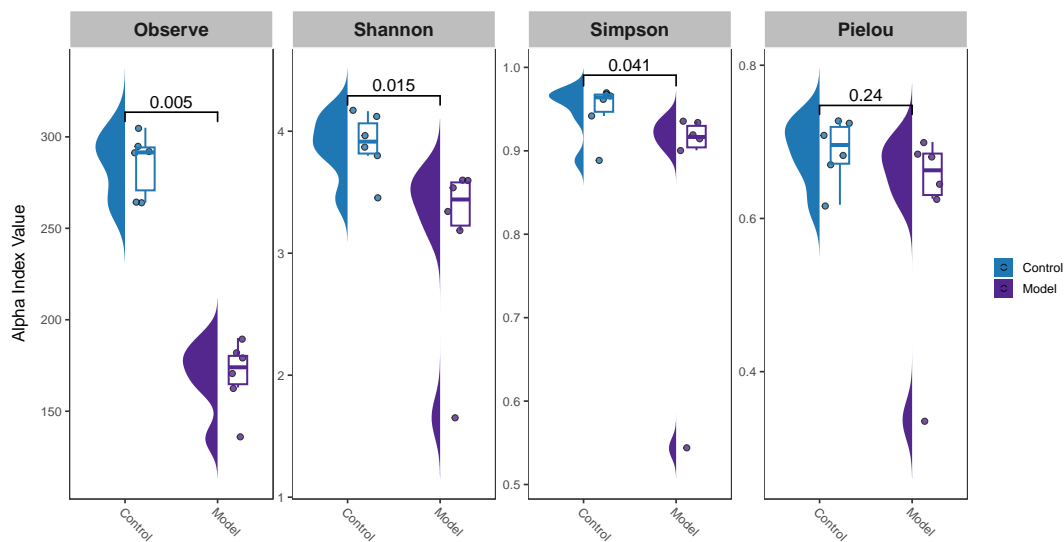 Observe
Shannon
Simpson
Pielou
Alpha Index Value
300
250
200
150
0.005
Control
Model
4
3
2
1
0.015
Control
Model
1.0
0.9
0.8
0.7
0.6
0.5
0.041
Control
Model
0.8
0.6
0.4
0.24
Control
Model
Control
Model